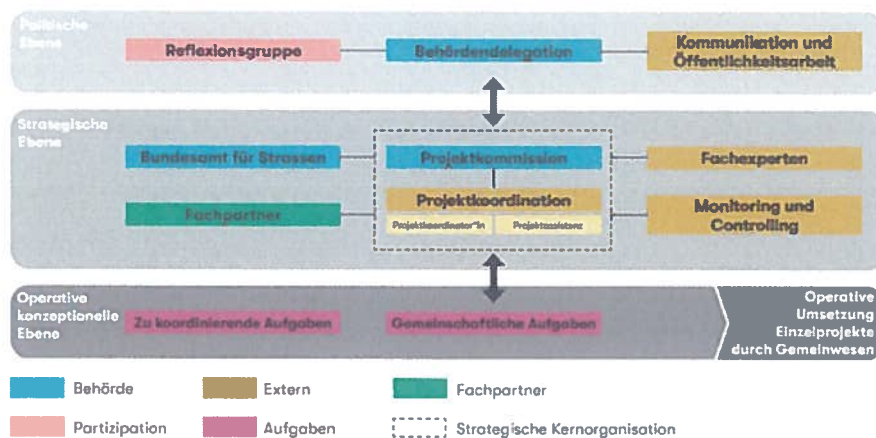 Politische
Ebene
Reflexionsgruppe
Behördendelegation
Kommunikation und
Öffentlichkeitsarbeit
Strategische
Ebene
Bundesamt für Strassen
Projektkommission
Fachexperten
Fachpartner
Projektkoordination
Projektkoordinator*in
Projektassistenz
Monitoring und
Controlling
Operative
konzeptionelle
Ebene
Zu koordinierende Aufgaben
Gemeinschaftliche Aufgaben
Operative
Umsetzung
Einzelprojekte
durch Gemeinwesen
Behörde
Extern
Fachpartner
Partizipation
Aufgaben
Strategische Kernorganisation